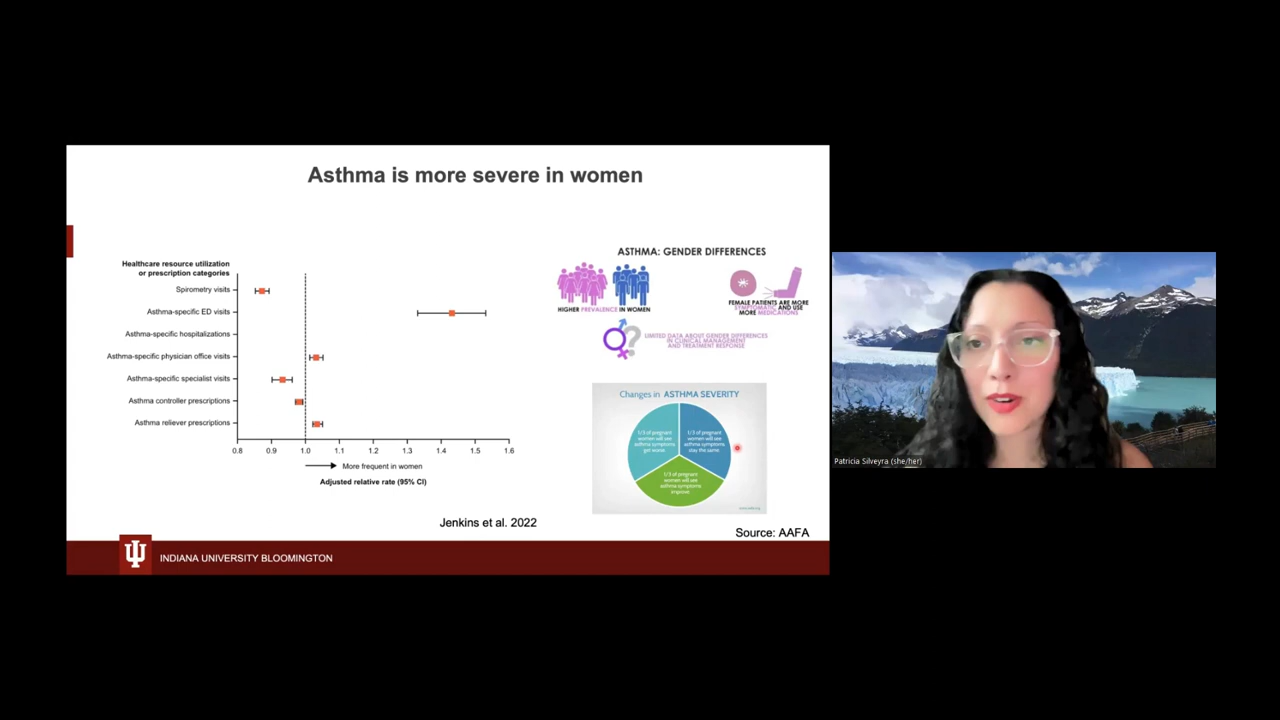 Asthma is more severe in women
Healthcare resource utilization
or prescription categories
Spirometry visits
Asthma-specific ED visits
Asthma-specific hospitalizations
Asthma-specific physician office visits
Asthma-specific specialist visits
Asthma controller prescriptions
Asthma reliever prescriptions
0.8 0.9 1.0 1.1 1.2 1.3 1.4 1.5 1.6
More frequent in women
Adjusted relative rate (95% CI)
Jenkins et al. 2022
ASTHMA: GENDER DIFFERENCES
HIGHER PREVALENCE IN WOMEN
FEMALE PATIENTS ARE MORE
SYMPTOMATIC AND USE
MORE MEDICATIONS
LIMITED DATA ABOUT GENDER DIFFERENCES
IN CLINICAL MANAGEMENT
AND TREATMENT RESPONSE
Changes in ASTHMA SEVERITY
1/3 of pregnant
women will see
asthma symptoms
get worse
1/3 of pregnant
women will see
asthma symptoms
stay the same
1/3 of pregnant
women will see
asthma symptoms
improve
Source: AAFA
INDIANA UNIVERSITY BLOOMINGTON
Patricia Silveyra (she/her)